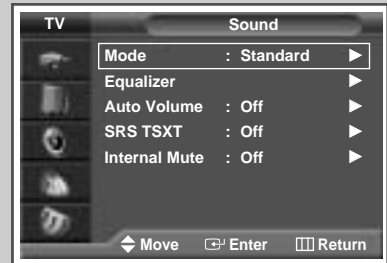 TV Sound
Mode : Standard
Equalizer
Auto Volume : Off
SRS TSXT : Off
Internal Mute : Off
Move Enter Return